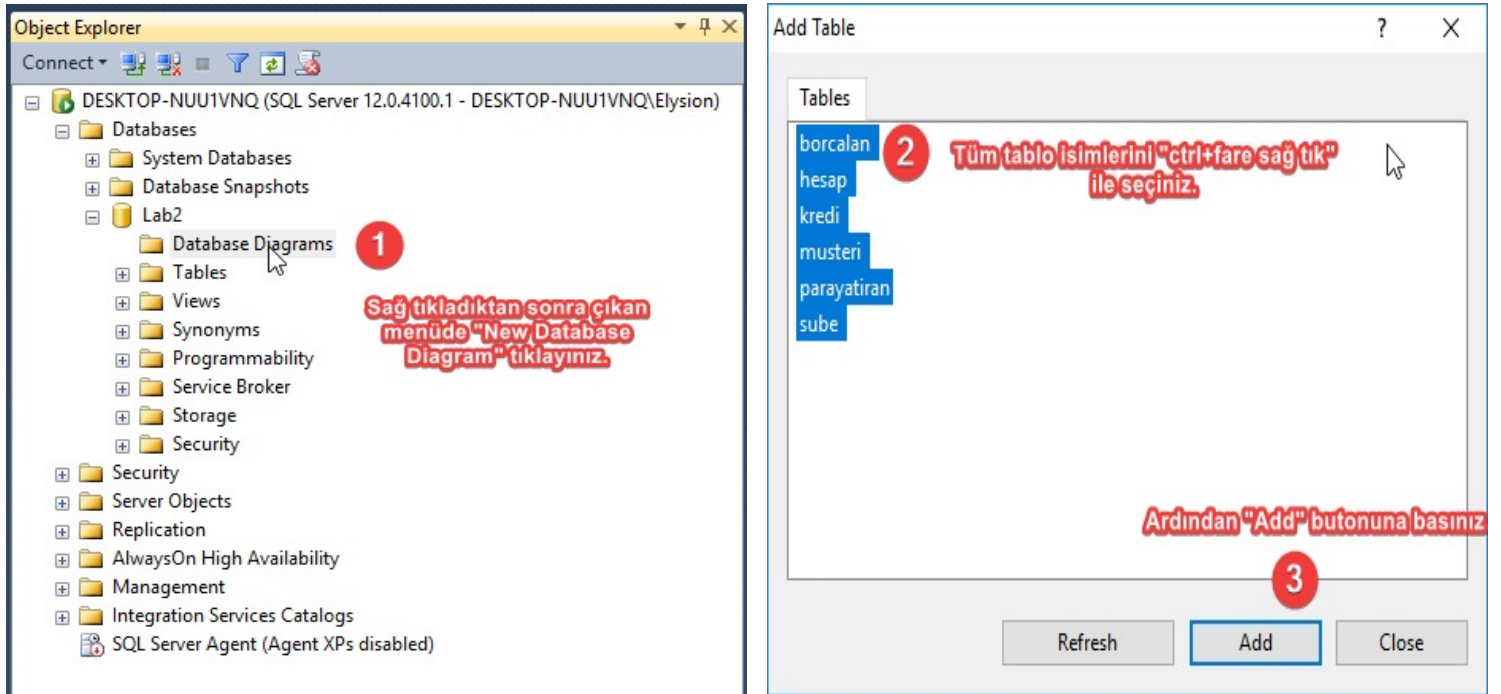 Object Explorer
Connect
DESKTOP-NUU1VNQ (SQL Server 12.0.4100.1 - DESKTOP-NUU1VNQ\Elysion)
Databases
System Databases
Database Snapshots
Lab2
Database Diagrams
1
Tables
Views
Synonyms
Programmability
Service Broker
Storage
Security
Sağ tıkladıktan sonra çıkan
menüde "New Database
Diagram" tıklayınız.
Security
Server Objects
Replication
AlwaysOn High Availability
Management
Integration Services Catalogs
SQL Server Agent (Agent XPs disabled)
Add Table
?
Tables
borcalan
hesap
kredi
musteri
parayatiran
sube
2
Tüm tablo isimlerini "ctrl+fare sağ tık"
ile seçiniz.
Ardından "Add" butonuna basınız
3
Refresh
Add
Close